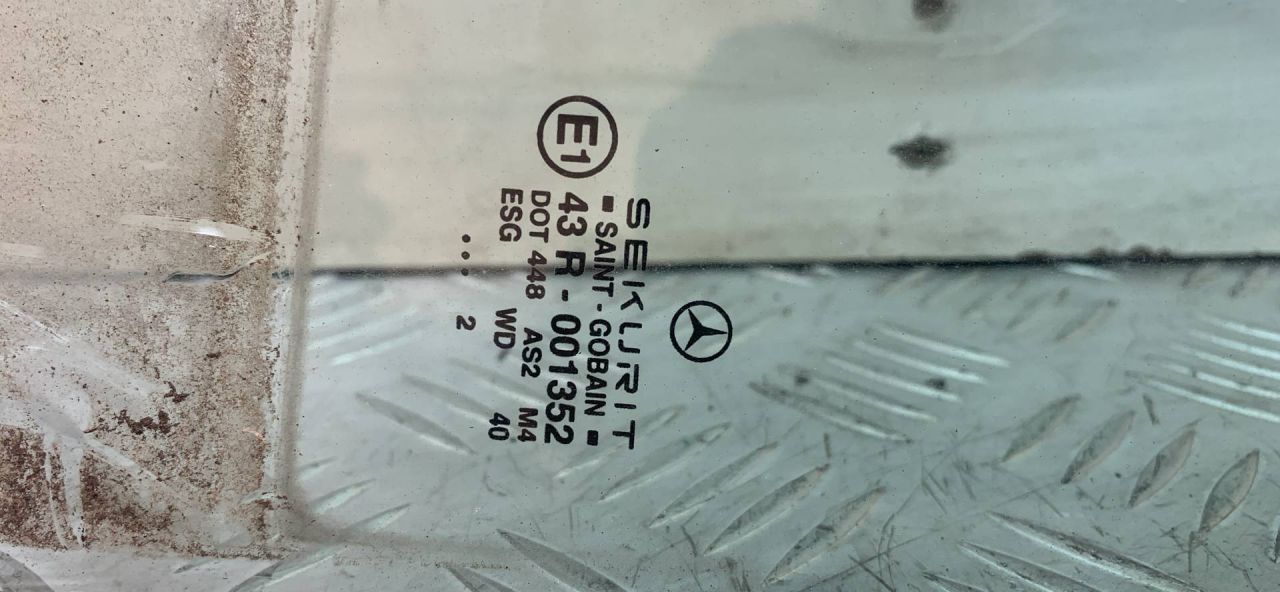 SEKURIT
▪ SAINT - GOBAIN ▪
E1 43 R - 001352
DOT 448 AS2 M4
ESG WD 40
... 2